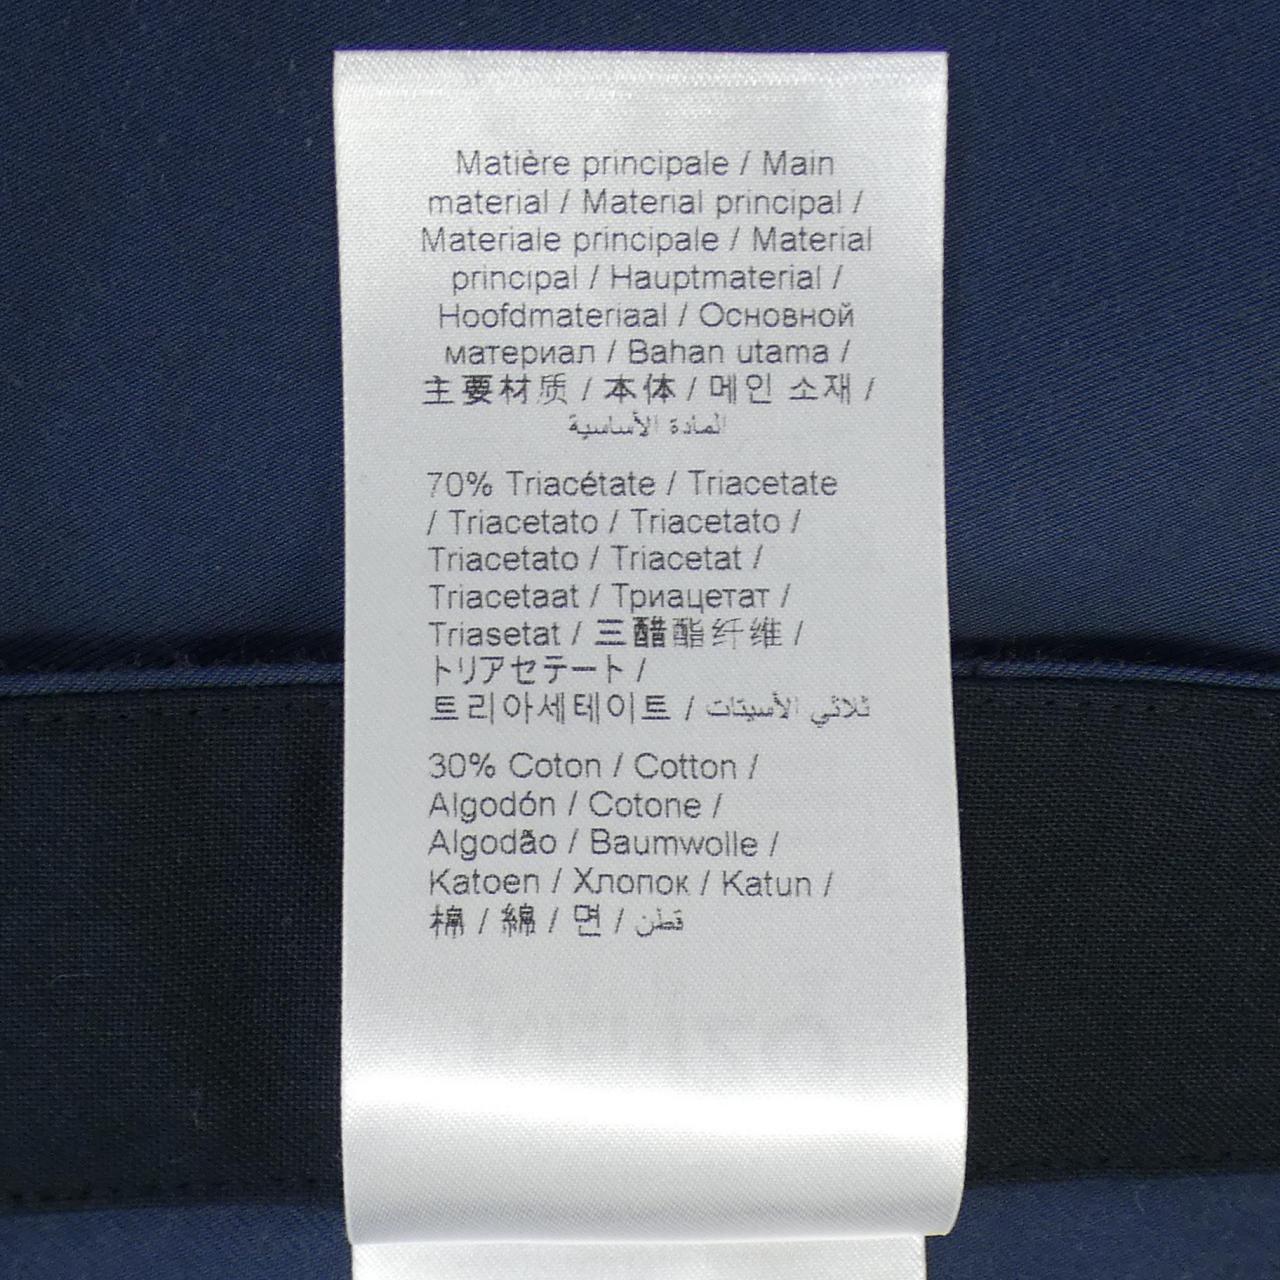 Matière principale / Main
material / Material principal /
Materiale principale / Material
principal / Hauptmaterial /
Hoofdmateriaal / Основной
материал / Bahan utama /
主要材质 / 本体 / 메인 소재 /
المادة الأساسية
70% Triacétate / Triacetate
/ Triacetato / Triacetato /
Triacetato / Triacetat /
Triacetaat / Триацетат /
Triasetat / 三醋酯纤维 /
トリアセテート /
트리아세테이트 / ثلاثي الأسيتات
30% Coton / Cotton /
Algodón / Cotone /
Algodão / Baumwolle /
Katoen / Хлопок / Katun /
棉 / 綿 / 면 / قطن